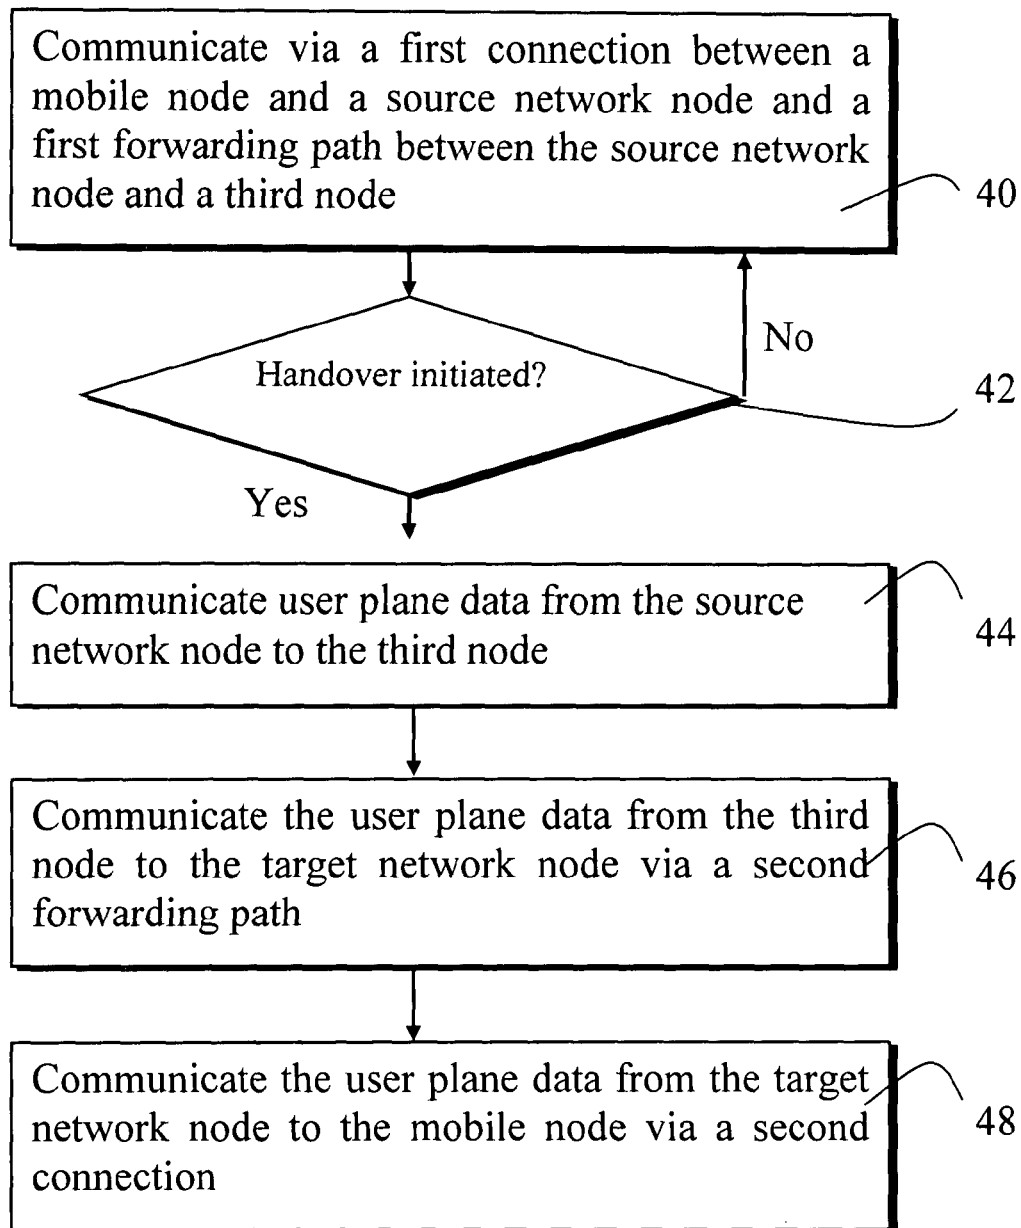 Communicate via a first connection between a
mobile node and a source network node and a
first forwarding path between the source network
node and a third node
40
No
Handover initiated?
42
Yes
Communicate user plane data from the source
network node to the third node
44
Communicate the user plane data from the third
node to the target network node via a second
forwarding path
46
Communicate the user plane data from the target
network node to the mobile node via a second
connection
48